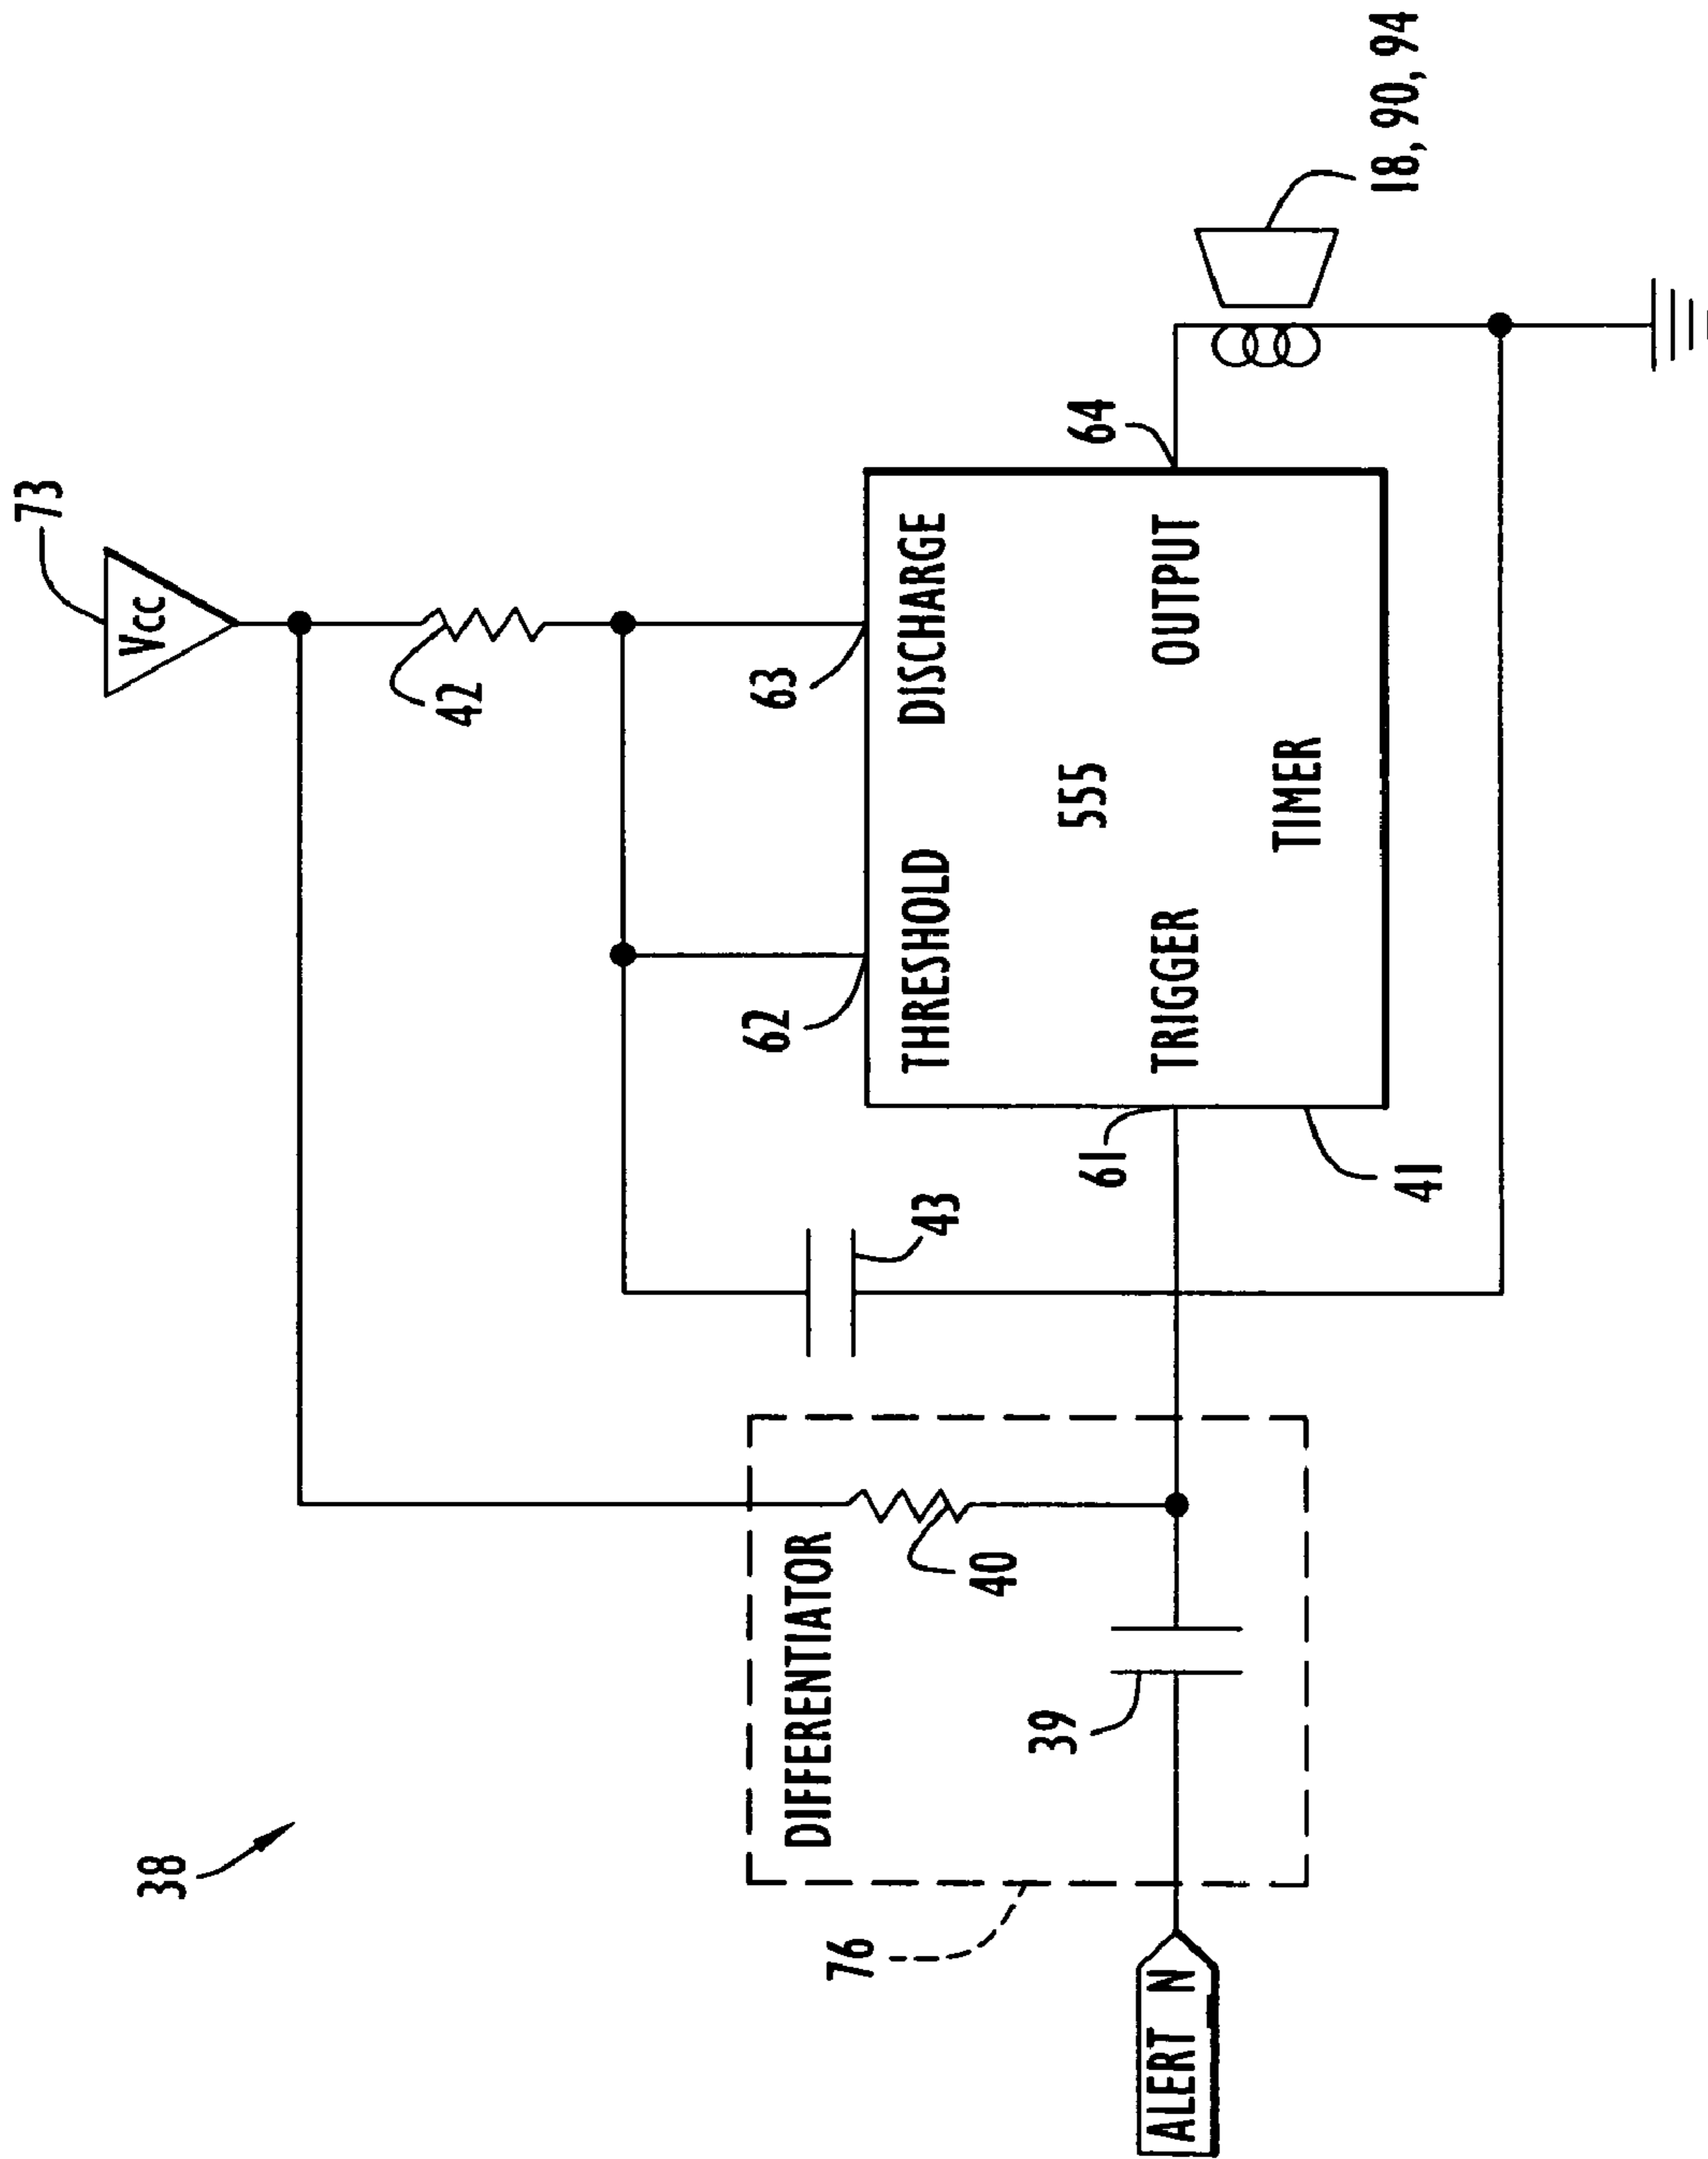 73
Vcc
38
42
62
63
DIFFERENTIATOR
76
THRESHOLD
DISCHARGE
43
40
39
555
64
61
ALERT_N
TRIGGER
OUTPUT
TIMER
18, 90, 94
41